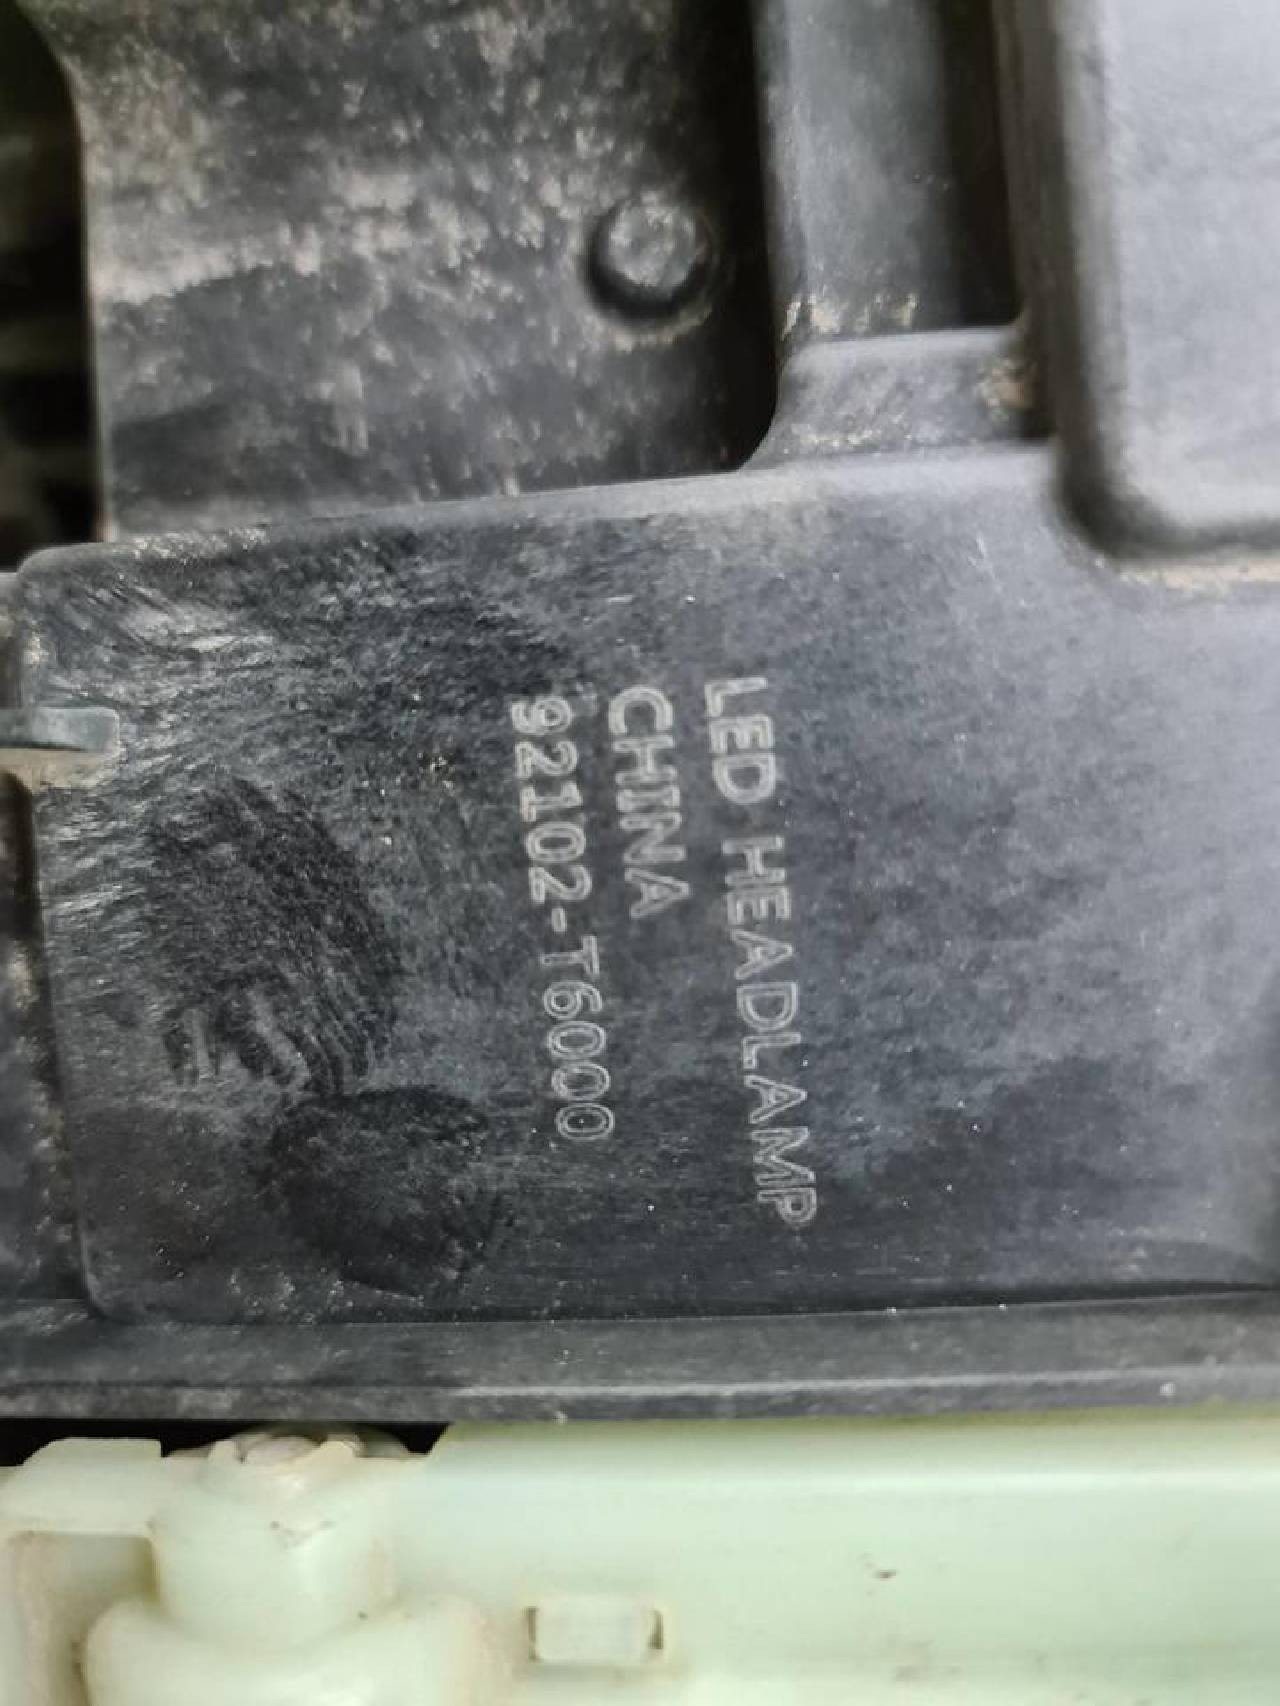 LED HEADLAMP
CHINA
92102-T6000